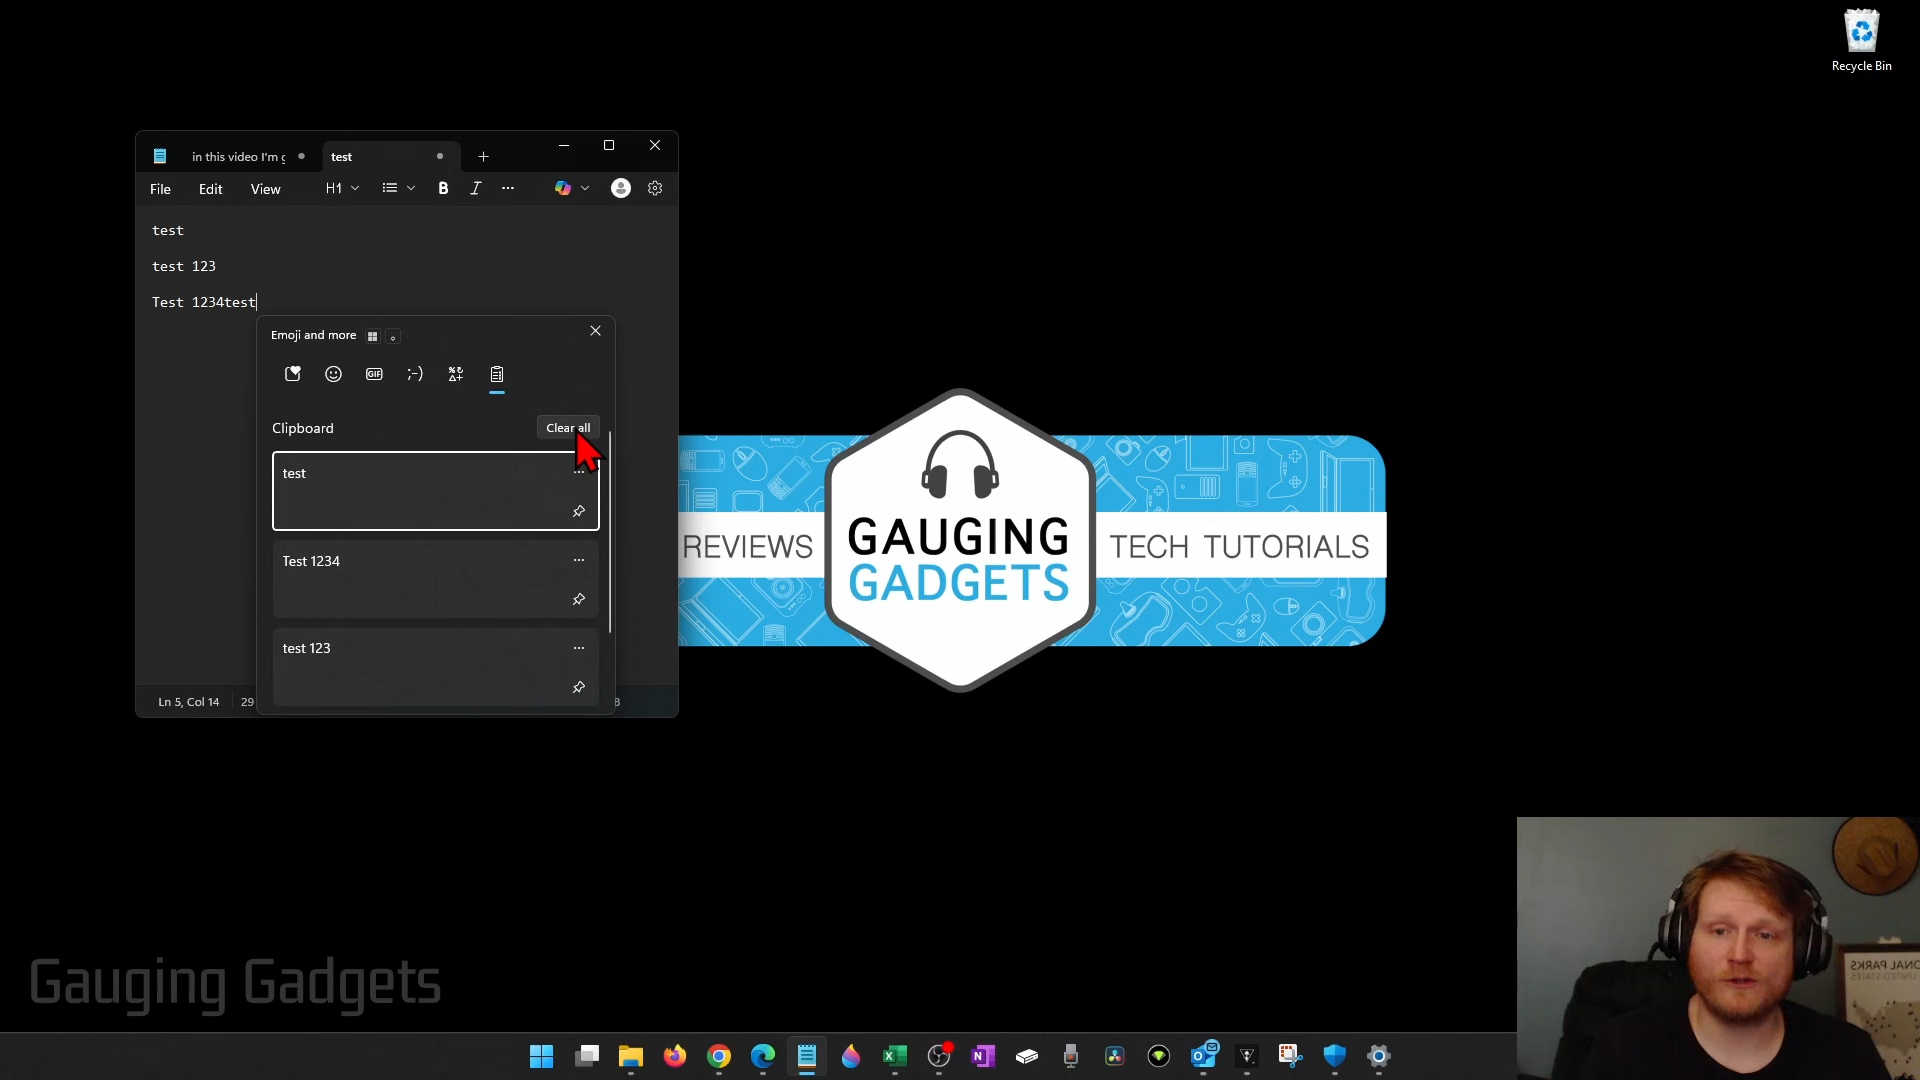 Recycle Bin
in this video I'm g
test
File Edit View H1 B I
test
test 123
Test 1234test
Emoji and more
GIF
;-)
Clipboard
Clear all
test
Test 1234
test 123
Ln 5, Col 14
29
8
REVIEWS
GAUGING
GADGETS
TECH TUTORIALS
Gauging Gadgets